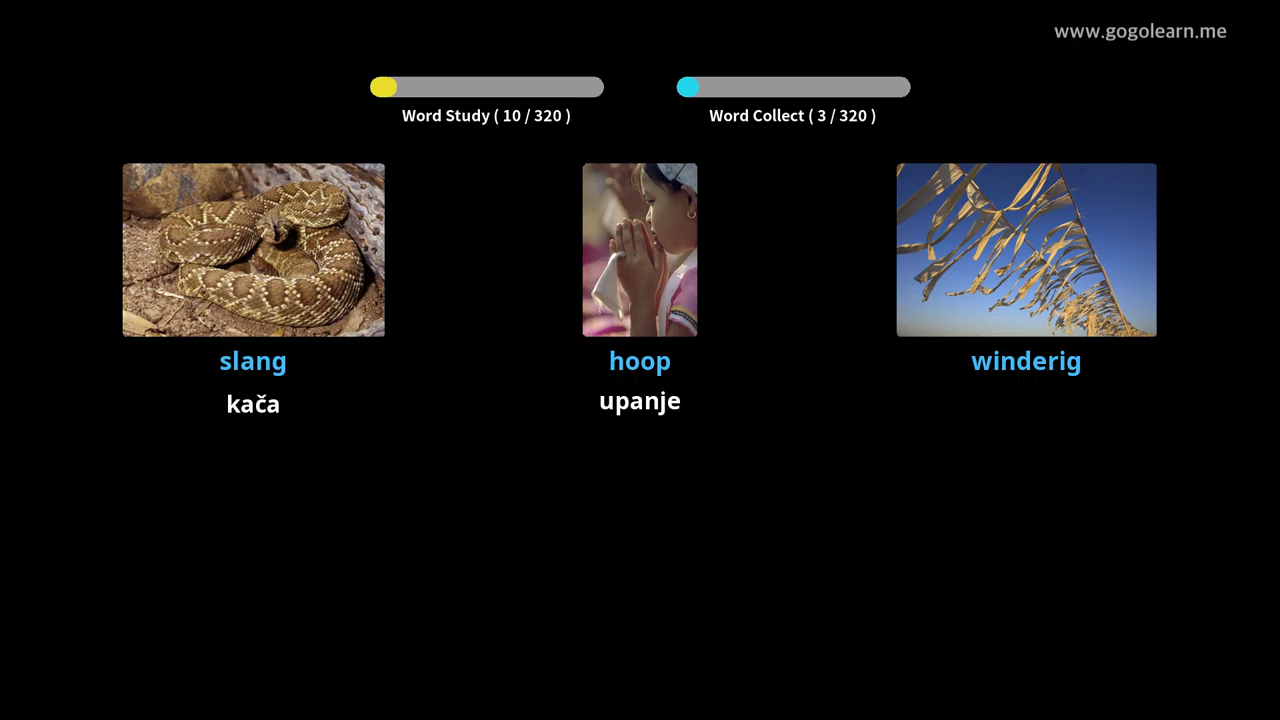 www.gogolearn.me
Word Study ( 10 / 320 )
Word Collect ( 3 / 320 )
slang
hoop
winderig
kača
upanje